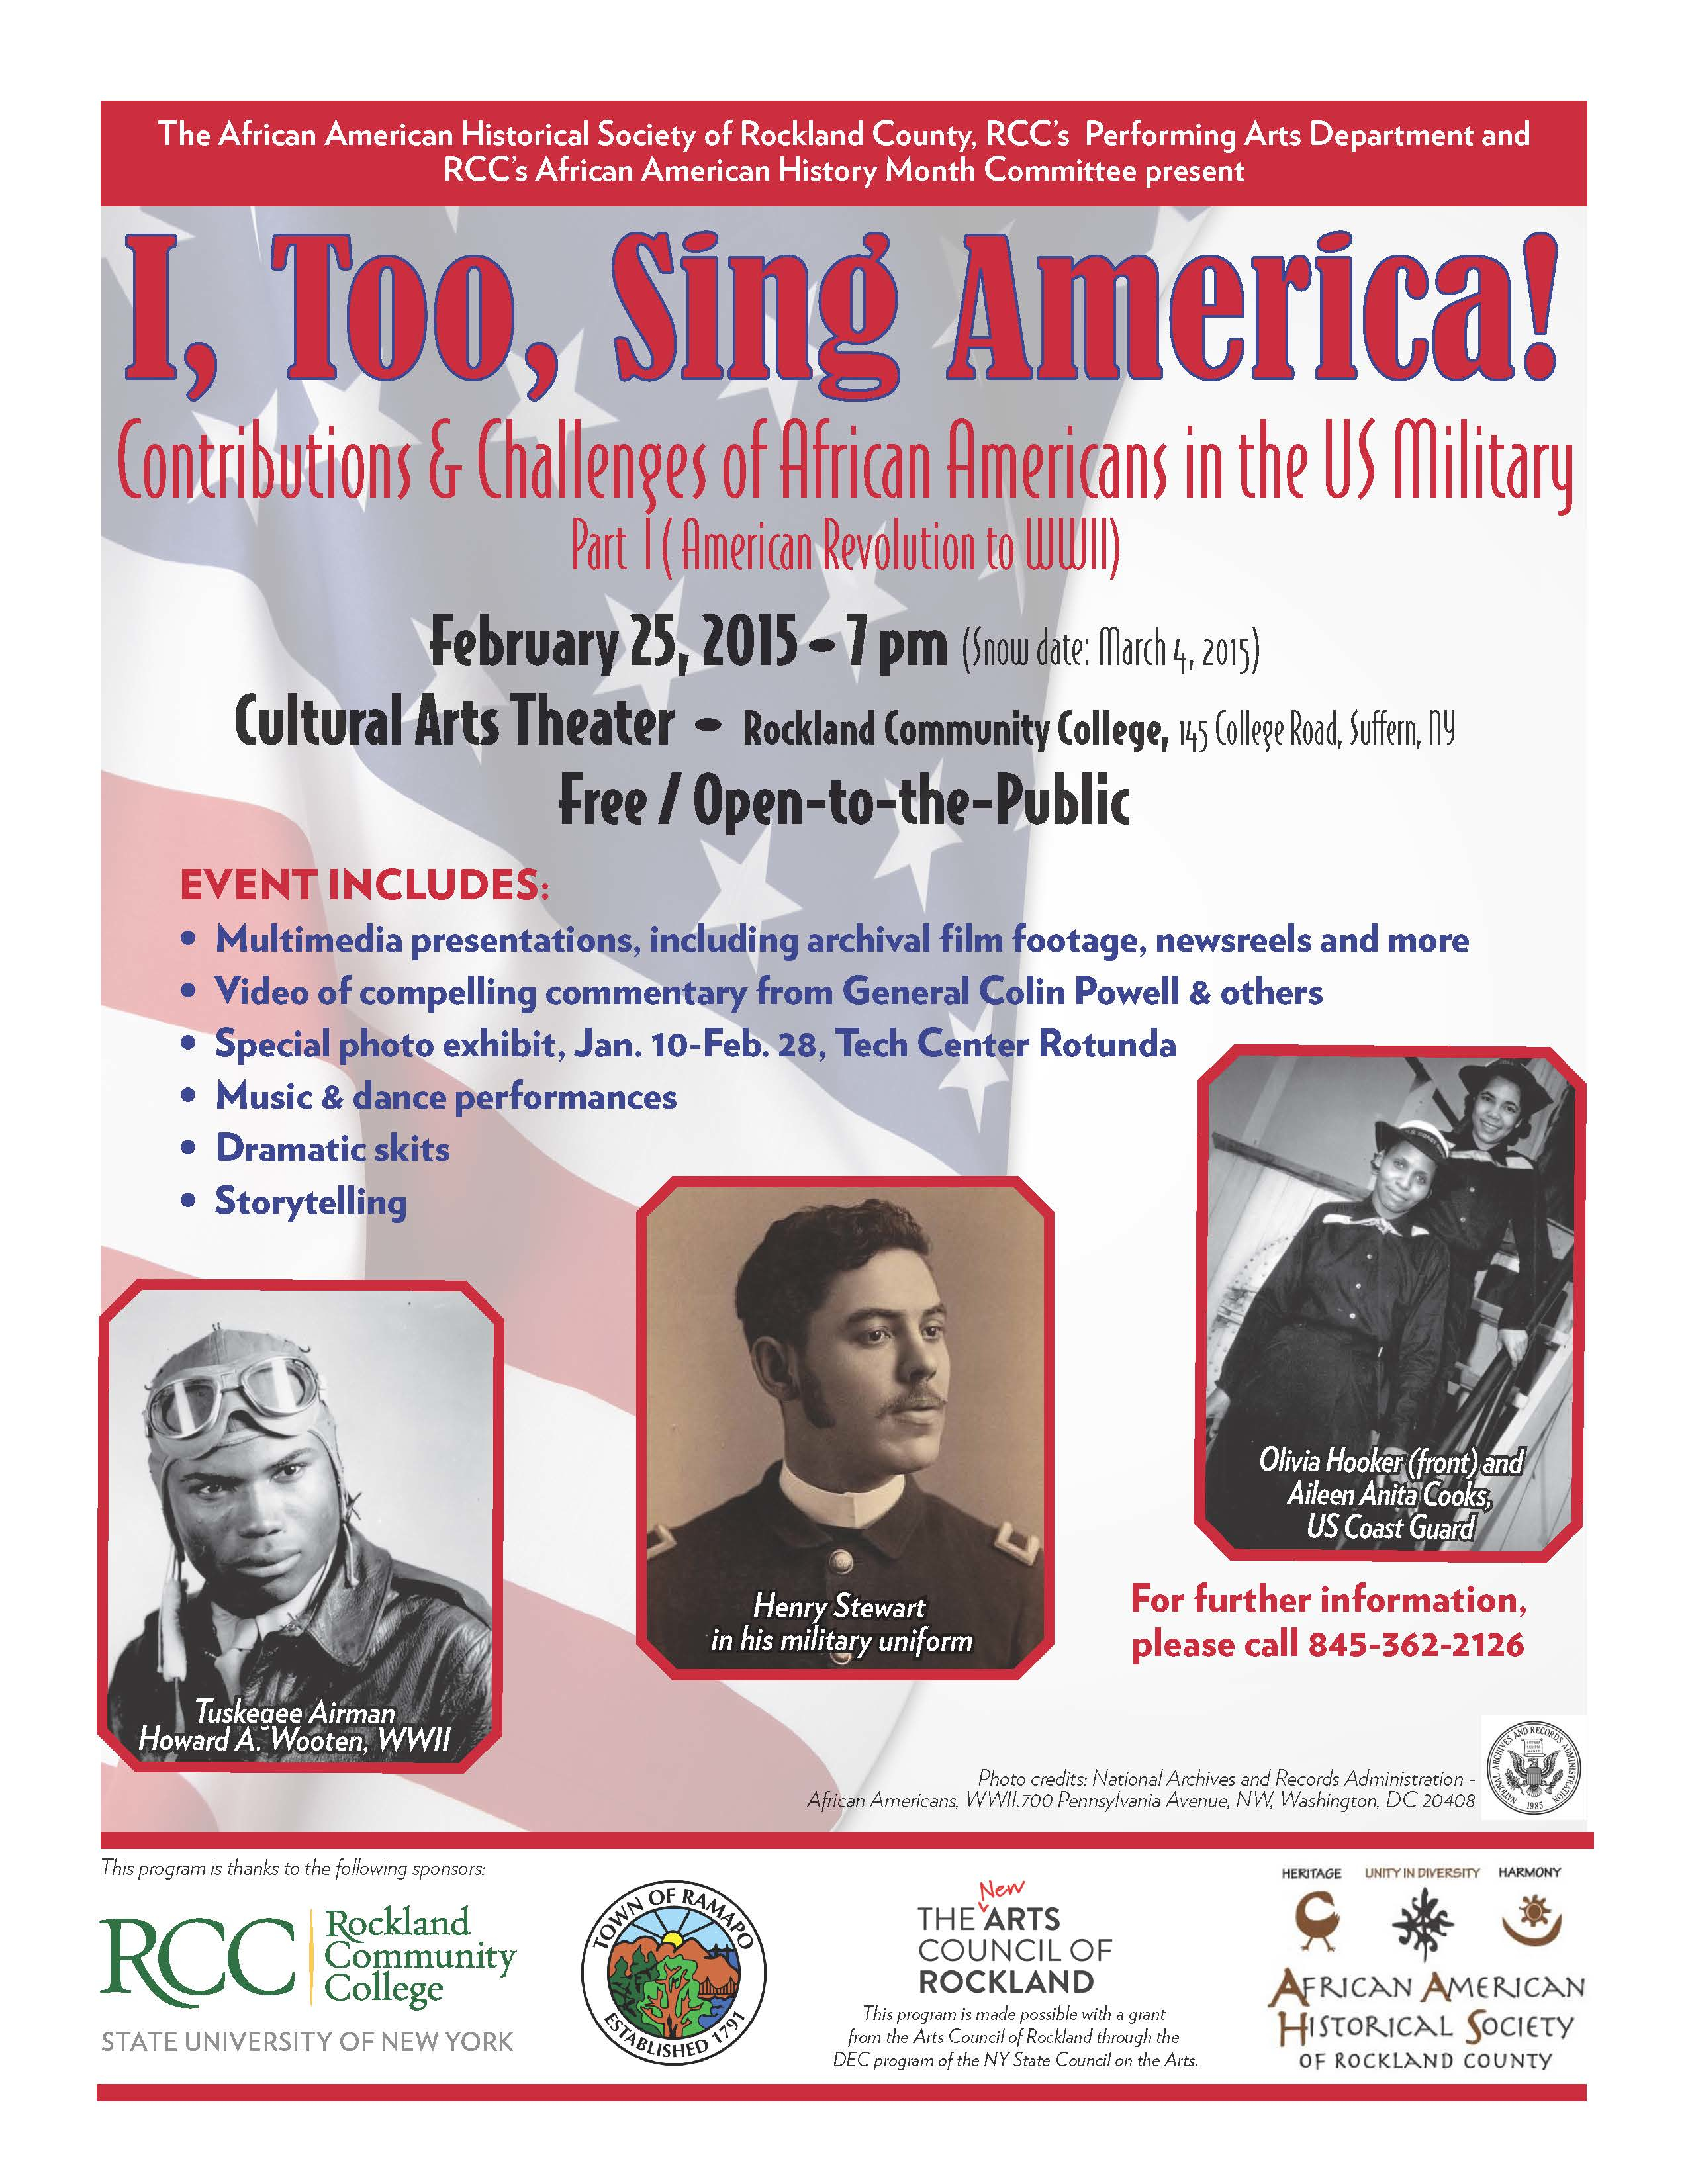 The African American Historical Society of Rockland County, RCC's Performing Arts Department and
RCC's African American History Month Committee present
I, Too, Sing America!
Contributions & Challenges of African Americans in the US Military
Part I ( American Revolution to WWII)
February 25, 2015 – 7 pm (Snow date: March 4, 2015)
Cultural Arts Theater • Rockland Community College, 145 College Road, Suffern, NY
Free / Open-to-the-Public
EVENT INCLUDES:
• Multimedia presentations, including archival film footage, newsreels and more
• Video of compelling commentary from General Colin Powell & others
• Special photo exhibit, Jan. 10-Feb. 28, Tech Center Rotunda
• Music & dance performances
• Dramatic skits
• Storytelling
Olivia Hooker (front) and
Aileen Anita Cooks,
US Coast Guard
Henry Stewart
in his military uniform
Tuskegee Airman
Howard A. Wooten, WWII
For further information,
please call 845-362-2126
Photo credits: National Archives and Records Administration -
African Americans, WWII.700 Pennsylvania Avenue, NW, Washington, DC 20408
NATIONAL ARCHIVES AND RECORDS ADMINISTRATION
1985
This program is thanks to the following sponsors:
RCC Rockland
Community
College
STATE UNIVERSITY OF NEW YORK
TOWN OF RAMAPO
ESTABLISHED 1791
New
THE ARTS
COUNCIL OF
ROCKLAND
This program is made possible with a grant
from the Arts Council of Rockland through the
DEC program of the NY State Council on the Arts.
HERITAGE UNITY IN DIVERSITY HARMONY
AFRICAN AMERICAN
HISTORICAL SOCIETY
OF ROCKLAND COUNTY